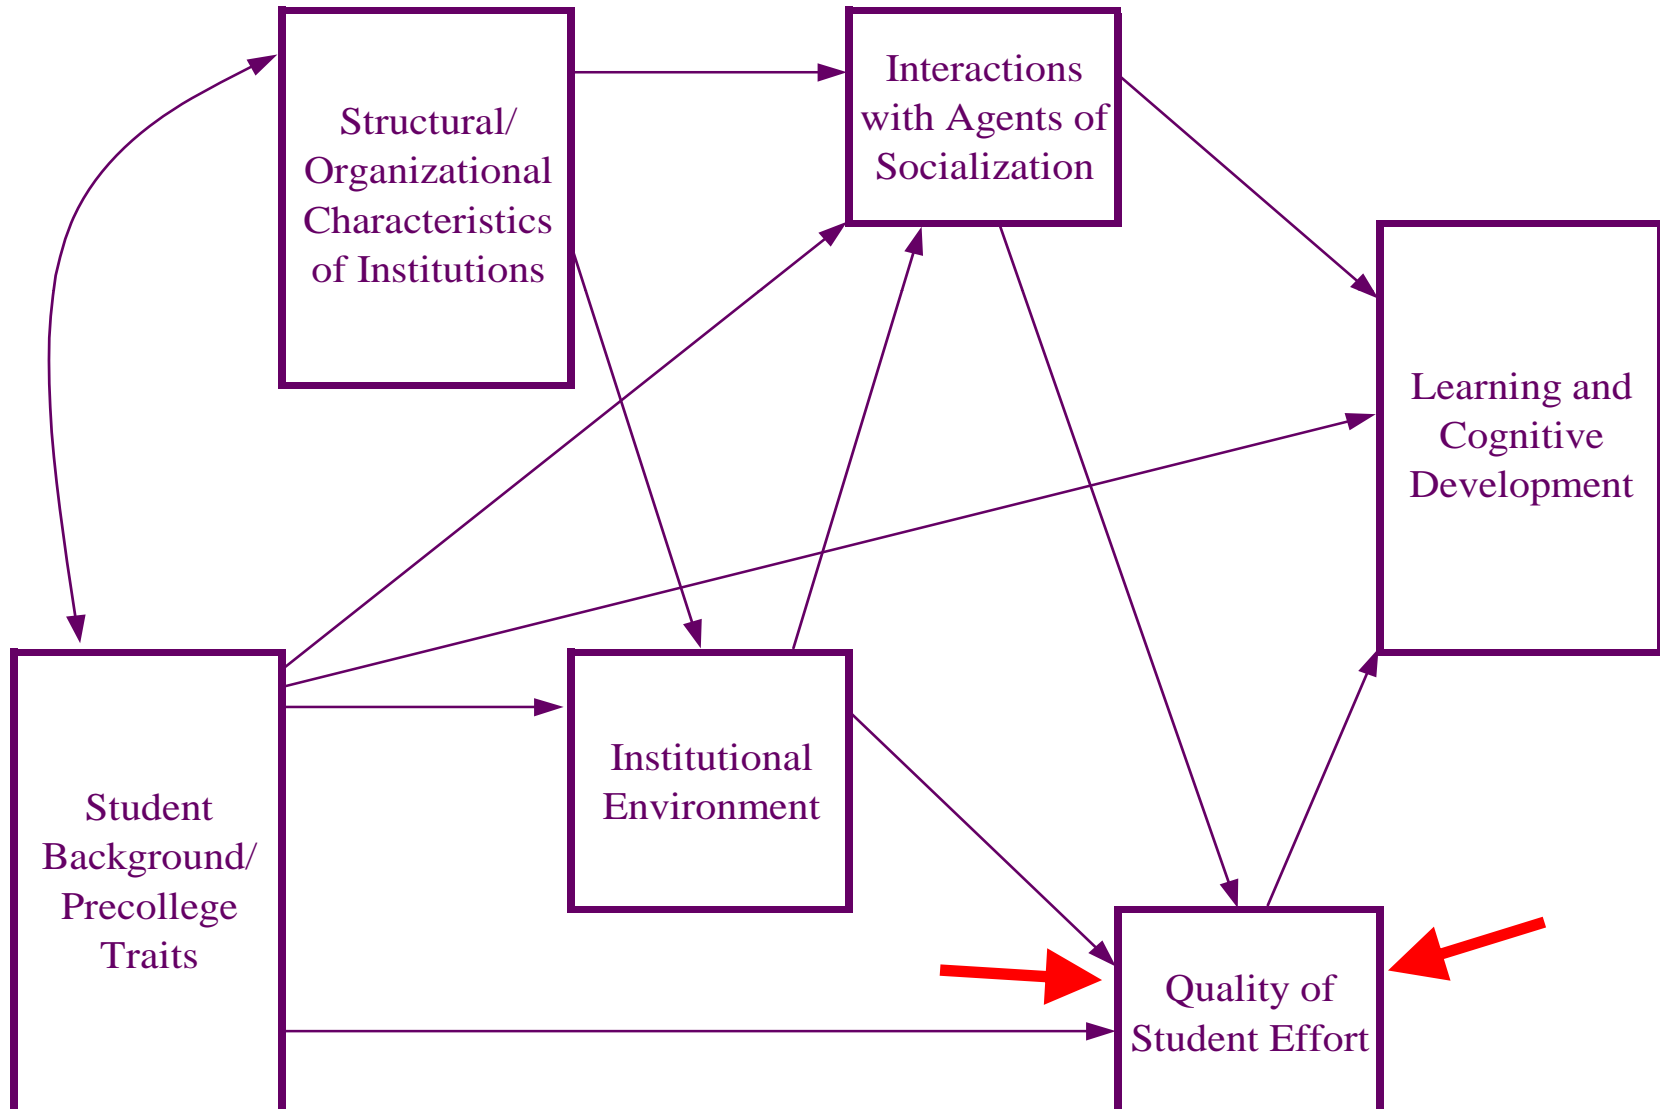 Structural/
Organizational
Characteristics
of Institutions
Interactions
with Agents of
Socialization
Learning and
Cognitive
Development
Student
Background/
Precollege
Traits
Institutional
Environment
Quality of
Student Effort